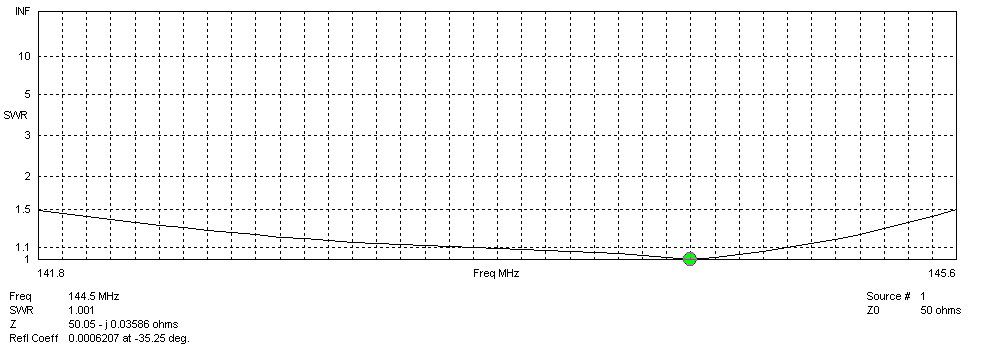 INF
10
5
SWR
3
2
1.5
1.1
1
141.8 Freq MHz 145.6
Freq 144.5 MHz Source # 1
SWR 1.001 Z0 50 ohms
Z 50.05 - j 0.03586 ohms
Refl Coeff 0.0006207 at -35.25 deg.